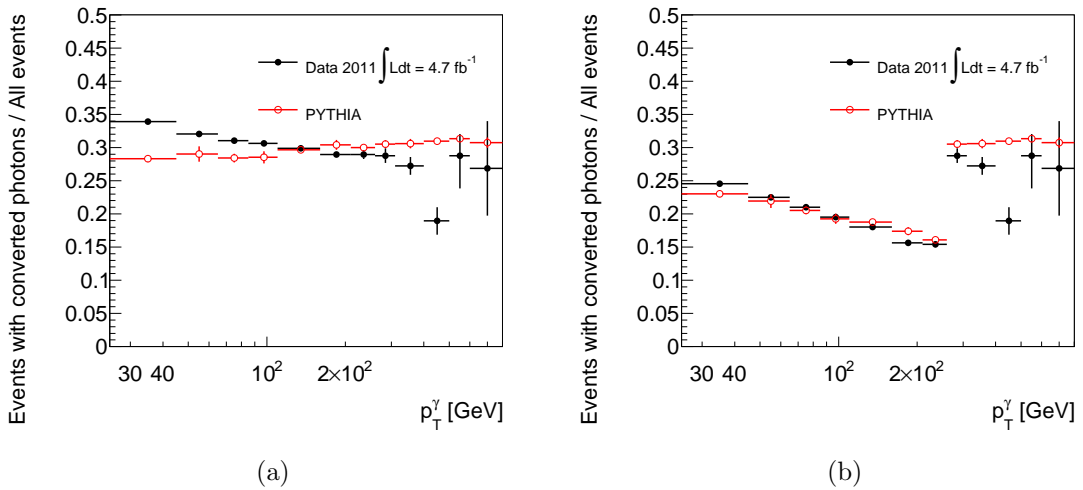 Events with converted photons / All events
0.5
0.45
0.4
0.35
0.3
0.25
0.2
0.15
0.1
0.05
0
Data 2011 ∫Ldt = 4.7 fb⁻¹
PYTHIA
30 40 10² 2×10²
p_T^γ [GeV]
(a)
Events with converted photons / All events
0.5
0.45
0.4
0.35
0.3
0.25
0.2
0.15
0.1
0.05
0
Data 2011 ∫Ldt = 4.7 fb⁻¹
PYTHIA
30 40 10² 2×10²
p_T^γ [GeV]
(b)